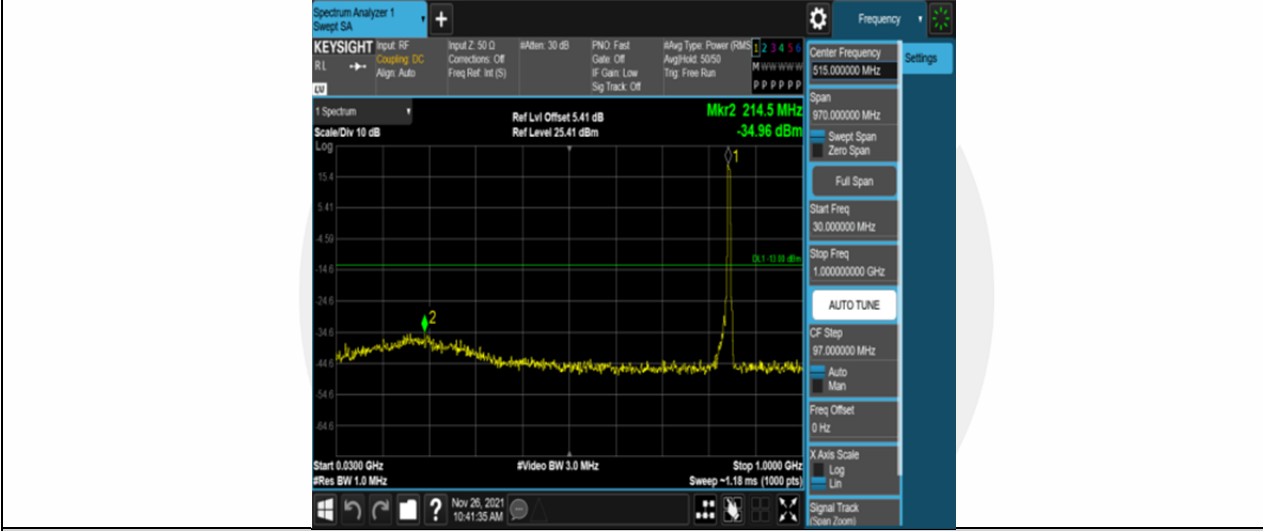 Spectrum Analyzer 1
Swept SA
+
Frequency
KEYSIGHT
RL
LXI
Input: RF
Coupling: DC
Align: Auto
Input Z: 50 Ω
Corrections: Off
Freq Ref: Int (S)
#Atten: 30 dB
PNO: Fast
Gate: Off
IF Gain: Low
Sig Track: Off
#Avg Type: Power (RMS
Avg|Hold: 50/50
Trig: Free Run
1 2 3 4 5 6
M W W W W W
P P P P P P
Settings
1 Spectrum
Scale/Div 10 dB
Ref Lvl Offset 5.41 dB
Ref Level 25.41 dBm
Mkr2 214.5 MHz
-34.96 dBm
Log
15.4
5.41
-4.59
-14.6
-24.6
-34.6
-44.6
-54.6
-64.6
1
2
DL1 -13.00 dBm
Start 0.0300 GHz
#Res BW 1.0 MHz
#Video BW 3.0 MHz
Stop 1.0000 GHz
Sweep ~1.18 ms (1000 pts)
Center Frequency
515.000000 MHz
Span
970.000000 MHz
Swept Span
Zero Span
Full Span
Start Freq
30.000000 MHz
Stop Freq
1.000000000 GHz
AUTO TUNE
CF Step
97.000000 MHz
Auto
Man
Freq Offset
0 Hz
X Axis Scale
Log
Lin
Signal Track
(Span Zoom)
?
Nov 26, 2021
10:41:35 AM